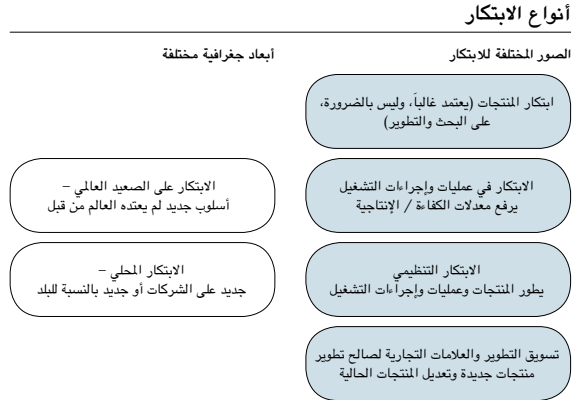 أنواع الابتكار
الصور المختلفة للابتكار
ابتكار المنتجات (يعتمد غالباً، وليس بالضرورة،
على البحث والتطوير)
الابتكار في عمليات وإجراءات التشغيل
يرفع معدلات الكفاءة / الإنتاجية
الابتكار التنظيمي
يطور المنتجات وعمليات وإجراءات التشغيل
تسويق التطوير والعلامات التجارية لصالح تطوير
منتجات جديدة وتعديل المنتجات الحالية
أبعاد جغرافية مختلفة
الابتكار على الصعيد العالمي –
أسلوب جديد لم يعتده العالم من قبل
الابتكار المحلي –
جديد على الشركات أو جديد بالنسبة للبلد